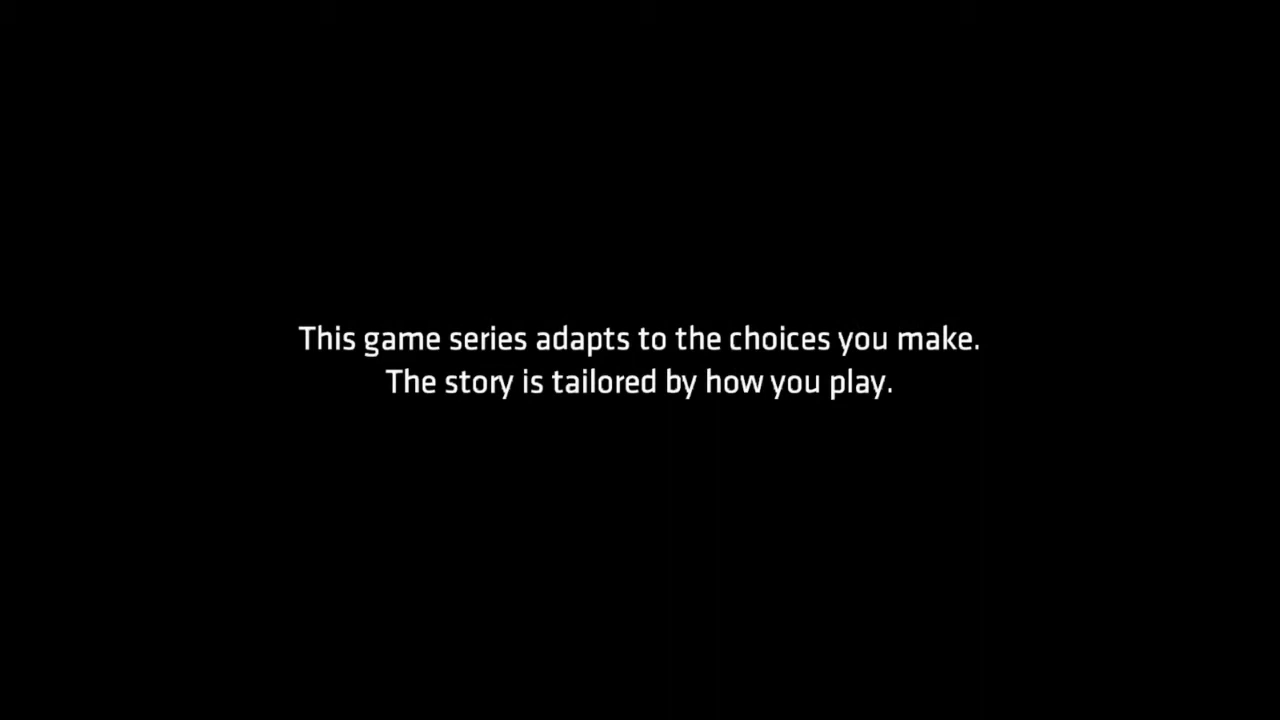 This game series adapts to the choices you make.
The story is tailored by how you play.